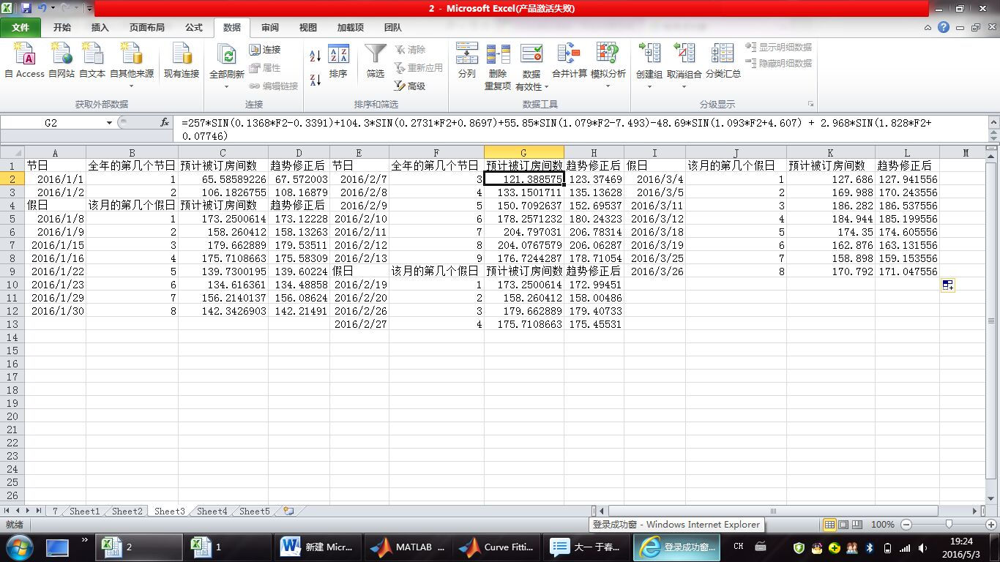 2 - Microsoft Excel(产品激活失败)
文件 开始 插入 页面布局 公式 数据 审阅 视图 加载项 团队
自 Access 自网站 自文本 自其他来源 现有连接 全部刷新 连接 属性 编辑链接 排序 筛选 清除 重新应用 高级 分列 删除重复项 数据有效性 合并计算 模拟分析 创建组 取消组合 分类汇总 显示明细数据 隐藏明细数据
获取外部数据 连接 排序和筛选 数据工具 分级显示
G2 fx =257*SIN(0.1368*F2-0.3391)+104.3*SIN(0.2731*F2+0.8697)+55.85*SIN(1.079*F2-7.493)-48.69*SIN(1.093*F2+4.607) + 2.968*SIN(1.828*F2+
0.07746)
A B C D E F G H I J K L M
1 节日 全年的第几个节日 预计被订房间数 趋势修正后 节日 全年的第几个节日 预计被订房间数 趋势修正后 假日 该月的第几个假日 预计被订房间数 趋势修正后
2 2016/1/1 1 65.58589226 67.572003 2016/2/7 3 121.388575 123.37469 2016/3/4 1 127.686 127.941556
3 2016/1/2 2 106.1826755 108.16879 2016/2/8 4 133.1501711 135.13628 2016/3/5 2 169.988 170.243556
4 假日 该月的第几个假日 预计被订房间数 趋势修正后 2016/2/9 5 150.7092637 152.69537 2016/3/11 3 186.282 186.537556
5 2016/1/8 1 173.2500614 173.12228 2016/2/10 6 178.2571232 180.24323 2016/3/12 4 184.944 185.199556
6 2016/1/9 2 158.260412 158.13263 2016/2/11 7 204.797031 206.78314 2016/3/18 5 174.35 174.605556
7 2016/1/15 3 179.662889 179.53511 2016/2/12 8 204.0767579 206.06287 2016/3/19 6 162.876 163.131556
8 2016/1/16 4 175.7108663 175.58309 2016/2/13 9 176.7244287 178.71054 2016/3/25 7 158.898 159.153556
9 2016/1/22 5 139.7300195 139.60224 假日 该月的第几个假日 预计被订房间数 趋势修正后 2016/3/26 8 170.792 171.047556
10 2016/1/23 6 134.616361 134.48858 2016/2/19 1 173.2500614 172.99451
11 2016/1/29 7 156.2140137 156.08624 2016/2/20 2 158.260412 158.00486
12 2016/1/30 8 142.3426903 142.21491 2016/2/26 3 179.662889 179.40733
13 2016/2/27 4 175.7108663 175.45531
14
15
16
17
18
19
20
21
22
23
24
25
26
7 Sheet1 Sheet2 Sheet3 Sheet4 Sheet5
就绪 登录成功窗 - Windows Internet Explorer 100%
2 1 新建 Micr... MATLAB ... Curve Fitti... 大一 于春... 登录成功窗... CH 19:24
2016/5/3